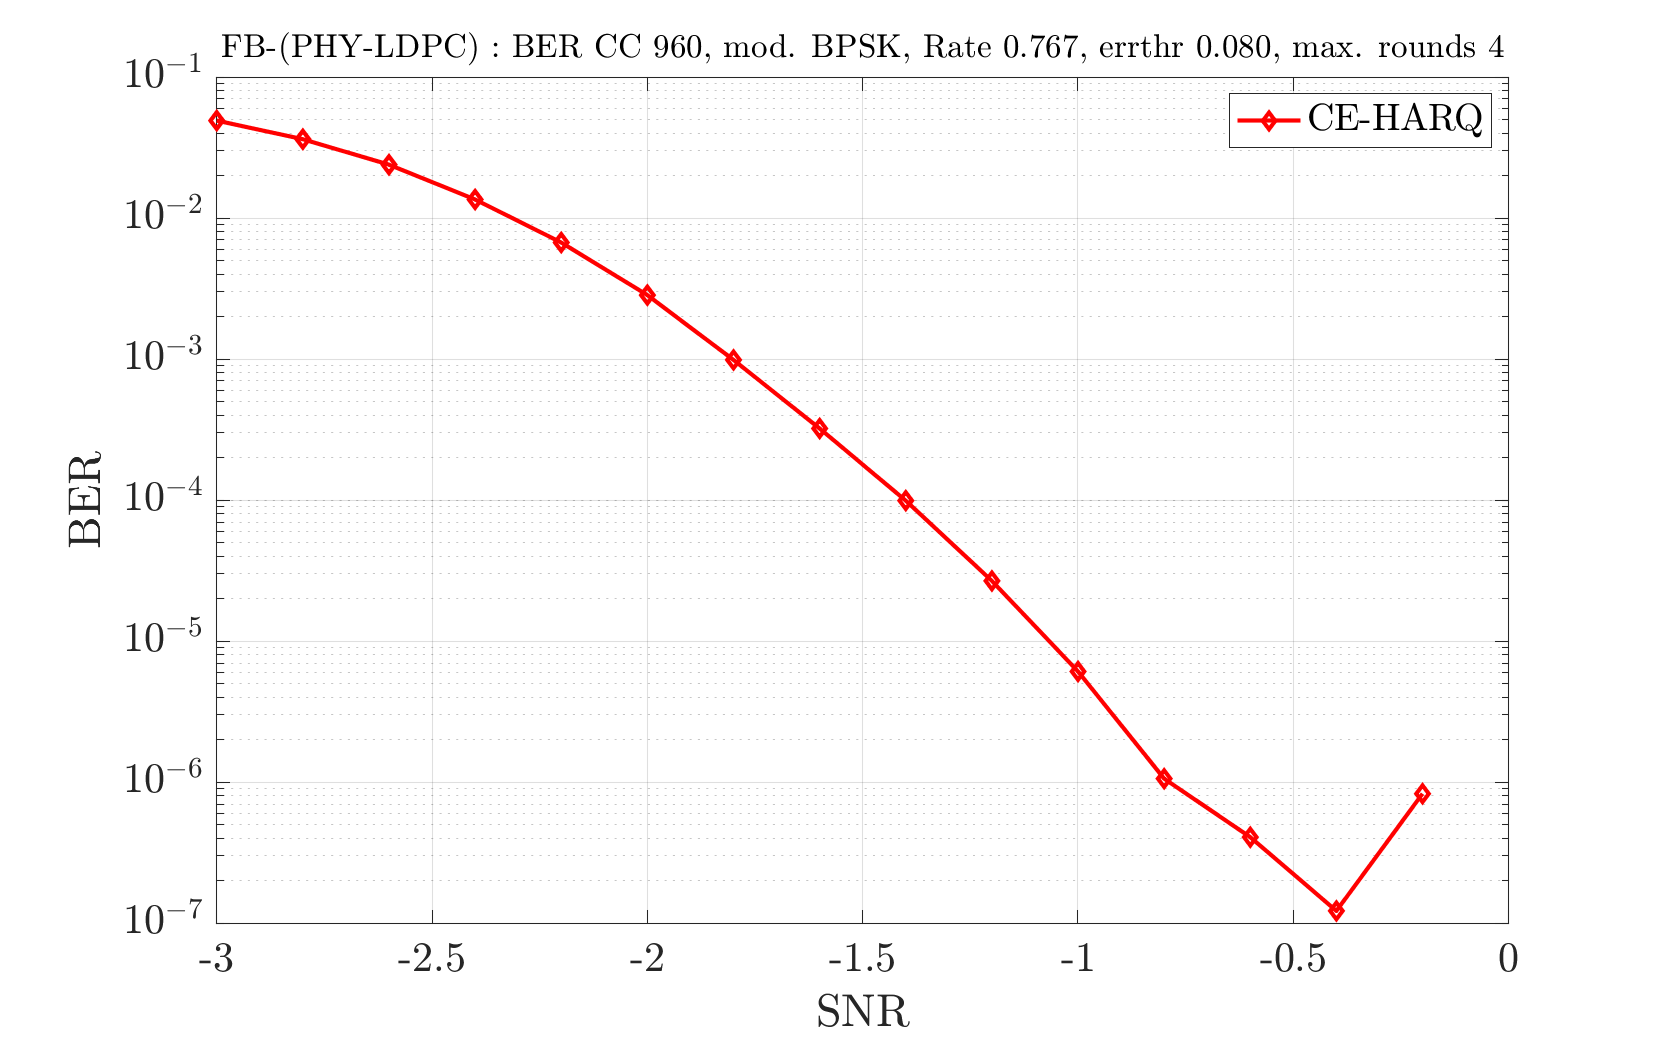 FB-(PHY-LDPC) : BER CC 960, mod. BPSK, Rate 0.767, errthr 0.080, max. rounds 4
CE-HARQ
BER
10^{-1}
10^{-2}
10^{-3}
10^{-4}
10^{-5}
10^{-6}
10^{-7}
-3 -2.5 -2 -1.5 -1 -0.5 0
SNR